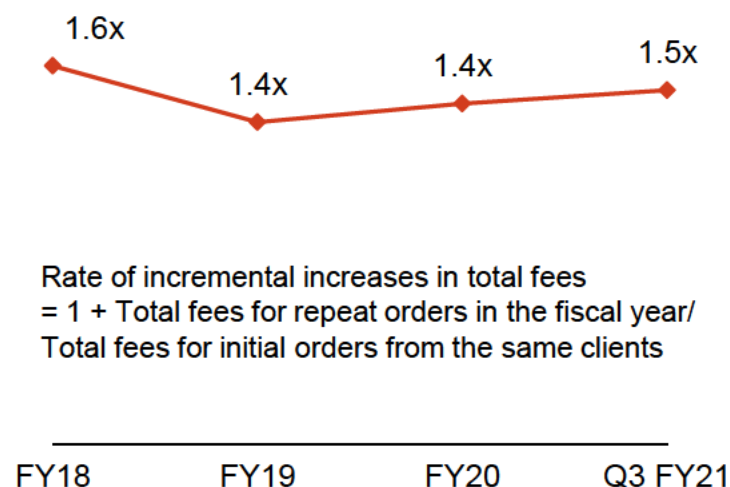 1.6x
1.4x
1.4x
1.5x
Rate of incremental increases in total fees
= 1 + Total fees for repeat orders in the fiscal year/
Total fees for initial orders from the same clients
FY18
FY19
FY20
Q3 FY21